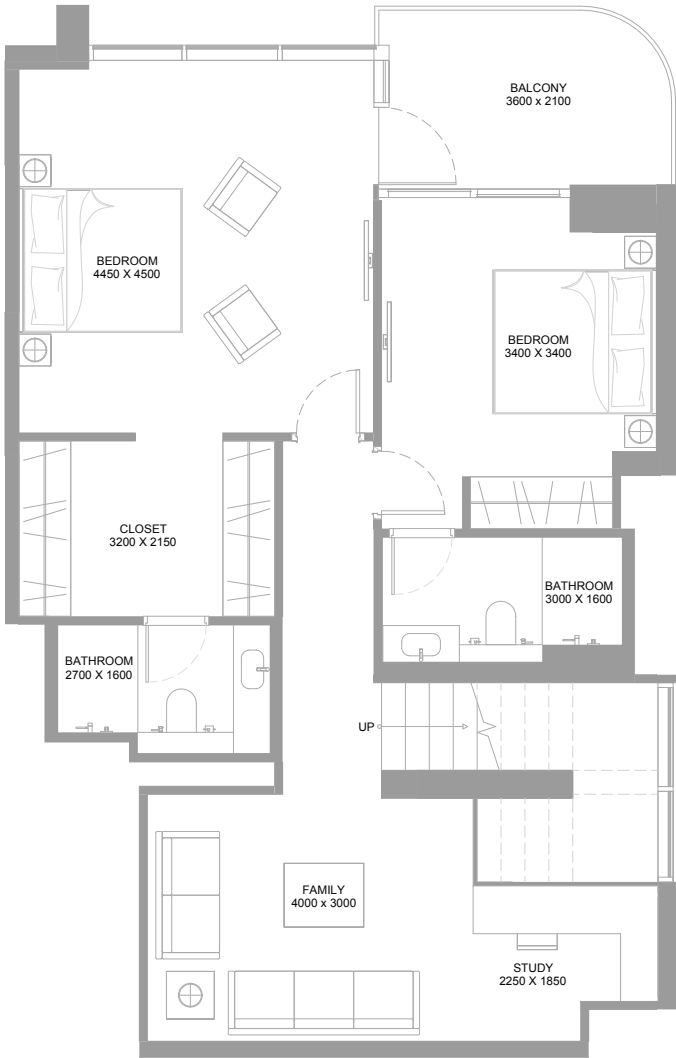 BALCONY
3600 x 2100
BEDROOM
4450 X 4500
BEDROOM
3400 X 3400
CLOSET
3200 X 2150
BATHROOM
3000 X 1600
BATHROOM
2700 X 1600
UP
FAMILY
4000 x 3000
STUDY
2250 X 1850